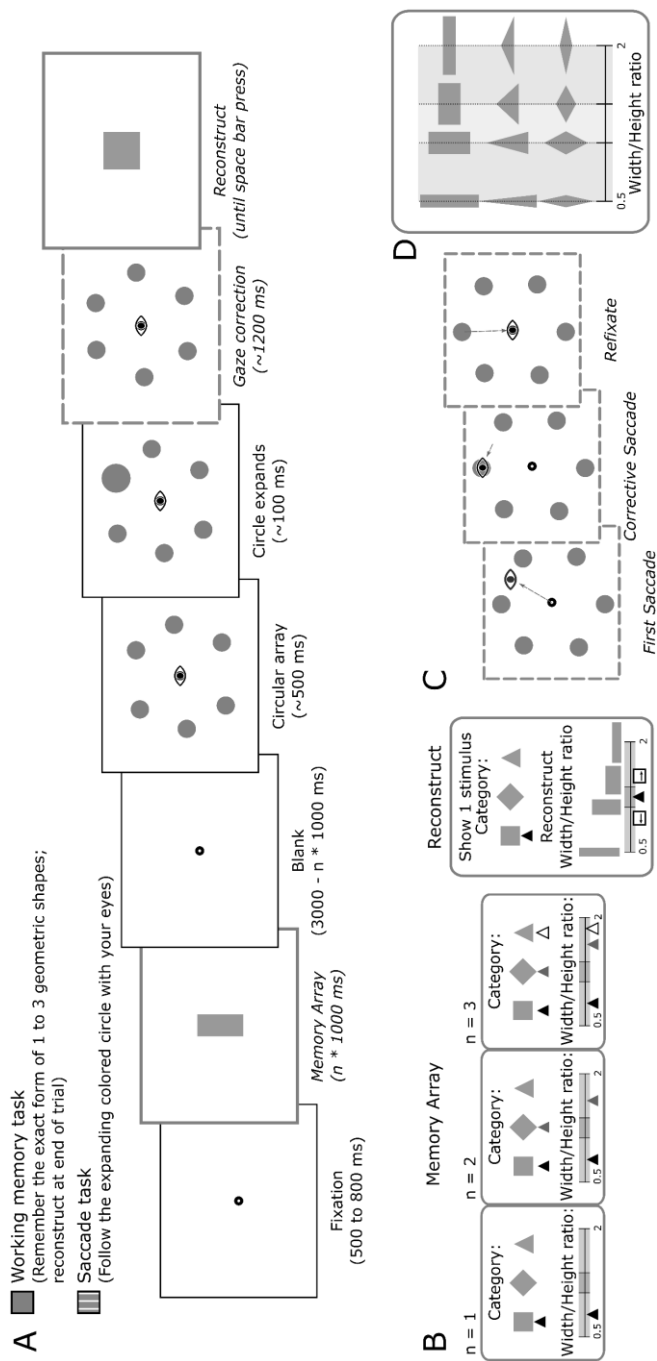 Working memory task
(Remember the exact form of 1 to 3 geometric shapes;
reconstruct at end of trial)
Saccade task
(Follow the expanding colored circle with your eyes)
A
Fixation
(500 to 800 ms)
Memory Array
(n * 1000 ms)
Blank
(3000 - n * 1000 ms)
Circular array
(~500 ms)
Circle expands
(~100 ms)
Gaze correction
(~1200 ms)
Reconstruct
(until space bar press)
B
Memory Array
n = 1
Category:
Width/Height ratio:
0.5
2
n = 2
Category:
Width/Height ratio:
0.5
2
n = 3
Category:
Width/Height ratio:
0.5
2
Reconstruct
Show 1 stimulus
Category:
Reconstruct
Width/Height ratio
0.5
2
← →
C
First Saccade
Corrective Saccade
Refixate
D
0.5
2
Width/Height ratio